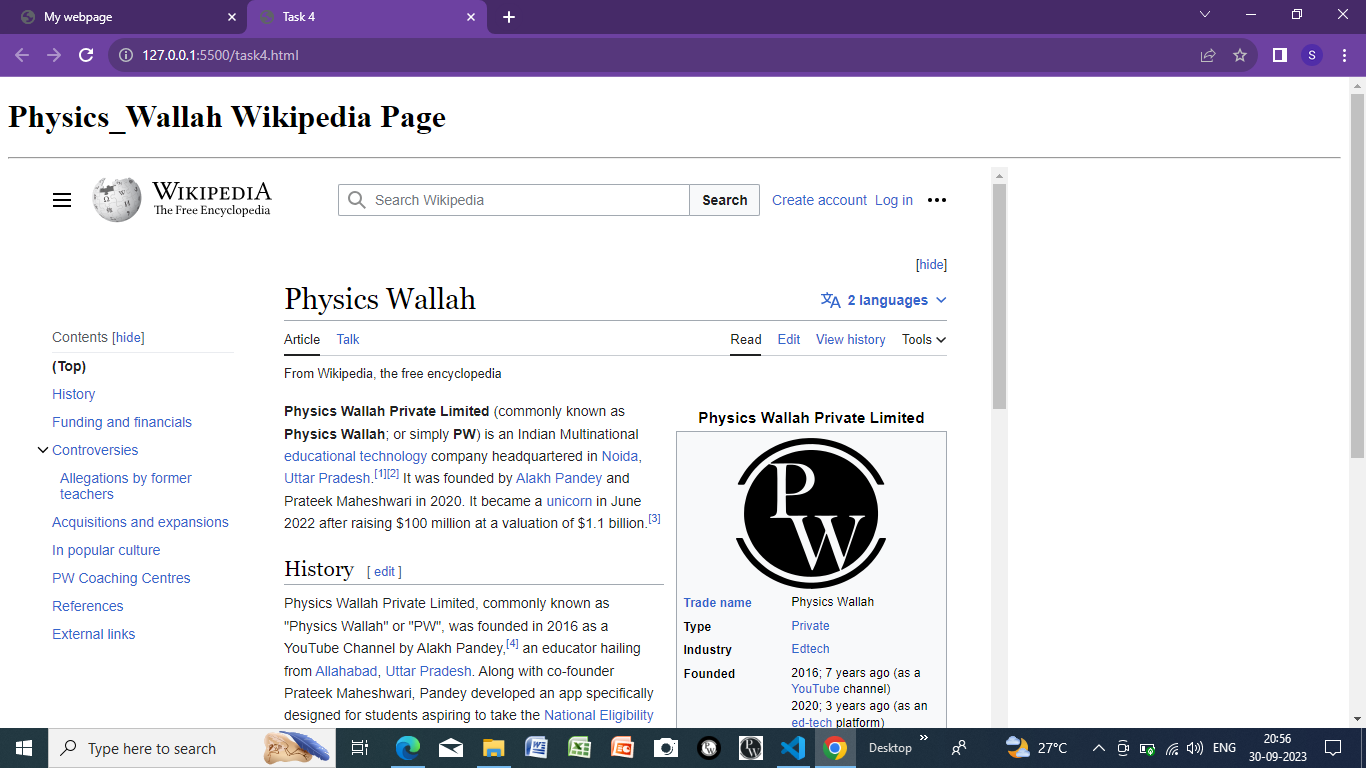 My webpage
Task 4
127.0.0.1:5500/task4.html
S
Physics_Wallah Wikipedia Page
WIKIPEDIA
The Free Encyclopedia
Search Wikipedia
Search
Create account Log in
[hide]
Physics Wallah
2 languages
Contents [hide]
(Top)
History
Funding and financials
Controversies
Allegations by former
teachers
Acquisitions and expansions
In popular culture
PW Coaching Centres
References
External links
Article Talk
Read Edit View history Tools
From Wikipedia, the free encyclopedia
Physics Wallah Private Limited (commonly known as
Physics Wallah; or simply PW) is an Indian Multinational
educational technology company headquartered in Noida,
Uttar Pradesh.[1][2] It was founded by Alakh Pandey and
Prateek Maheshwari in 2020. It became a unicorn in June
2022 after raising $100 million at a valuation of $1.1 billion.[3]
History [ edit ]
Physics Wallah Private Limited, commonly known as
"Physics Wallah" or "PW", was founded in 2016 as a
YouTube Channel by Alakh Pandey,[4] an educator hailing
from Allahabad, Uttar Pradesh. Along with co-founder
Prateek Maheshwari, Pandey developed an app specifically
designed for students aspiring to take the National Eligibility
Physics Wallah Private Limited
P
W
Trade name Physics Wallah
Type Private
Industry Edtech
Founded 2016; 7 years ago (as a
YouTube channel)
2020; 3 years ago (as an
ed-tech platform)
Type here to search
Desktop
27°C
ENG
20:56
30-09-2023